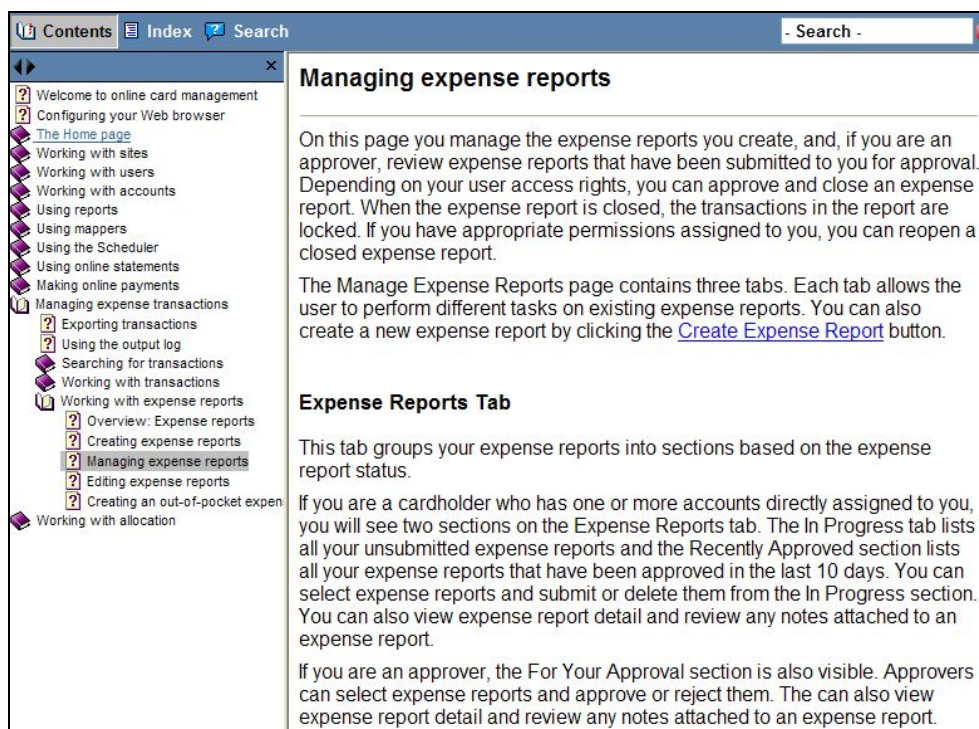 Contents Index Search
- Search -
Welcome to online card management
Configuring your Web browser
The Home page
Working with sites
Working with users
Working with accounts
Using reports
Using mappers
Using the Scheduler
Using online statements
Making online payments
Managing expense transactions
Exporting transactions
Using the output log
Searching for transactions
Working with transactions
Working with expense reports
Overview: Expense reports
Creating expense reports
Managing expense reports
Editing expense reports
Creating an out-of-pocket expen
Working with allocation
Managing expense reports
On this page you manage the expense reports you create, and, if you are an
approver, review expense reports that have been submitted to you for approval.
Depending on your user access rights, you can approve and close an expense
report. When the expense report is closed, the transactions in the report are
locked. If you have appropriate permissions assigned to you, you can reopen a
closed expense report.
The Manage Expense Reports page contains three tabs. Each tab allows the
user to perform different tasks on existing expense reports. You can also
create a new expense report by clicking the Create Expense Report button.
Expense Reports Tab
This tab groups your expense reports into sections based on the expense
report status.
If you are a cardholder who has one or more accounts directly assigned to you,
you will see two sections on the Expense Reports tab. The In Progress tab lists
all your unsubmitted expense reports and the Recently Approved section lists
all your expense reports that have been approved in the last 10 days. You can
select expense reports and submit or delete them from the In Progress section.
You can also view expense report detail and review any notes attached to an
expense report.
If you are an approver, the For Your Approval section is also visible. Approvers
can select expense reports and approve or reject them. The can also view
expense report detail and review any notes attached to an expense report.